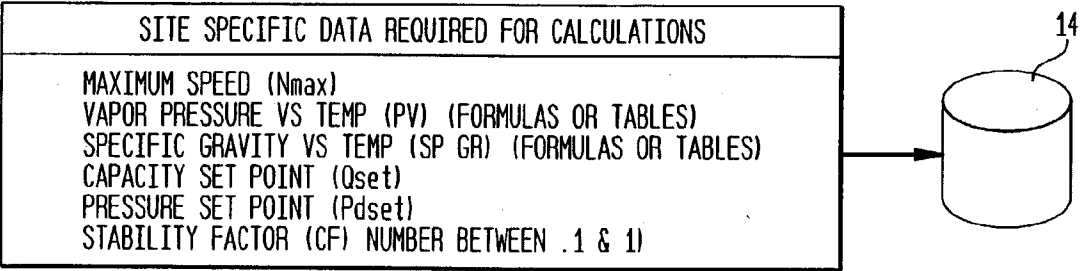 SITE SPECIFIC DATA REQUIRED FOR CALCULATIONS
14
MAXIMUM SPEED (Nmax)
VAPOR PRESSURE VS TEMP (PV) (FORMULAS OR TABLES)
SPECIFIC GRAVITY VS TEMP (SP GR) (FORMULAS OR TABLES)
CAPACITY SET POINT (Qset)
PRESSURE SET POINT (Pdset)
STABILITY FACTOR (CF) NUMBER BETWEEN .1 & 1)